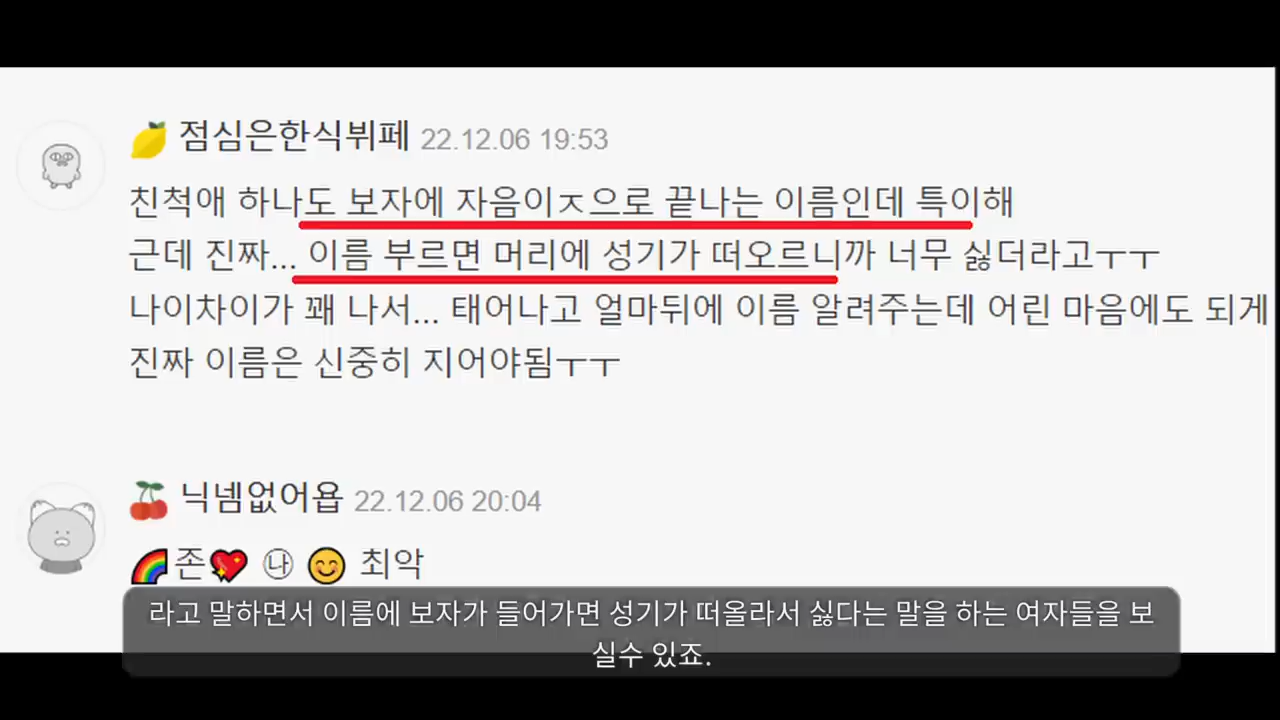 점심은한식뷔페 22.12.06 19:53
친척애 하나도 보자에 자음이ㅈ으로 끝나는 이름인데 특이해
근데 진짜... 이름 부르면 머리에 성기가 떠오르니까 너무 싫더라고ㅜㅜ
나이차이가 꽤 나서... 태어나고 얼마뒤에 이름 알려주는데 어린 마음에도 되게
진짜 이름은 신중히 지어야됨ㅜㅜ
닉넴없어욥 22.12.06 20:04
🌈존💖 ㉯ 😊 최악
라고 말하면서 이름에 보자가 들어가면 성기가 떠올라서 싫다는 말을 하는 여자들을 보
실수 있죠.